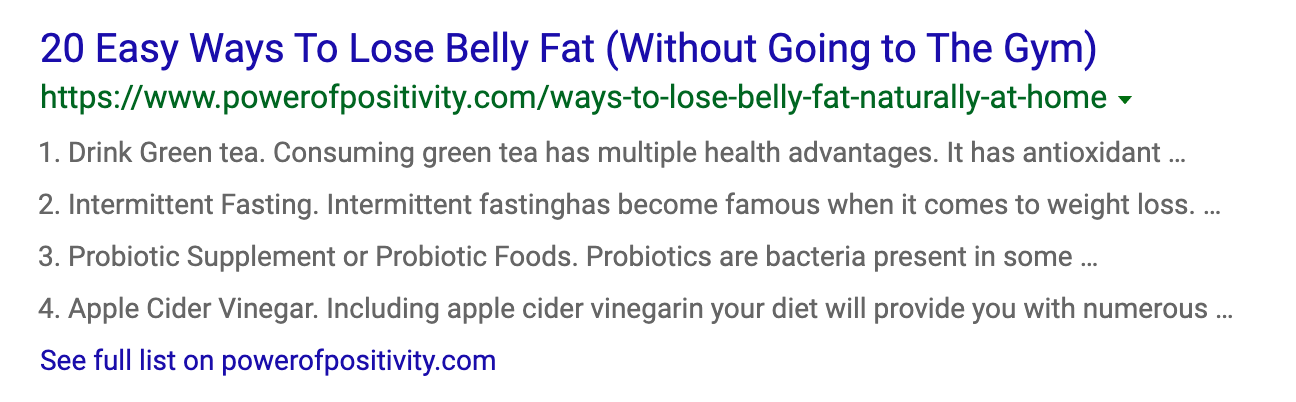 20 Easy Ways To Lose Belly Fat (Without Going to The Gym)
https://www.powerofpositivity.com/ways-to-lose-belly-fat-naturally-at-home
1. Drink Green tea. Consuming green tea has multiple health advantages. It has antioxidant ...
2. Intermittent Fasting. Intermittent fastinghas become famous when it comes to weight loss. ...
3. Probiotic Supplement or Probiotic Foods. Probiotics are bacteria present in some ...
4. Apple Cider Vinegar. Including apple cider vinegarin your diet will provide you with numerous ...
See full list on powerofpositivity.com